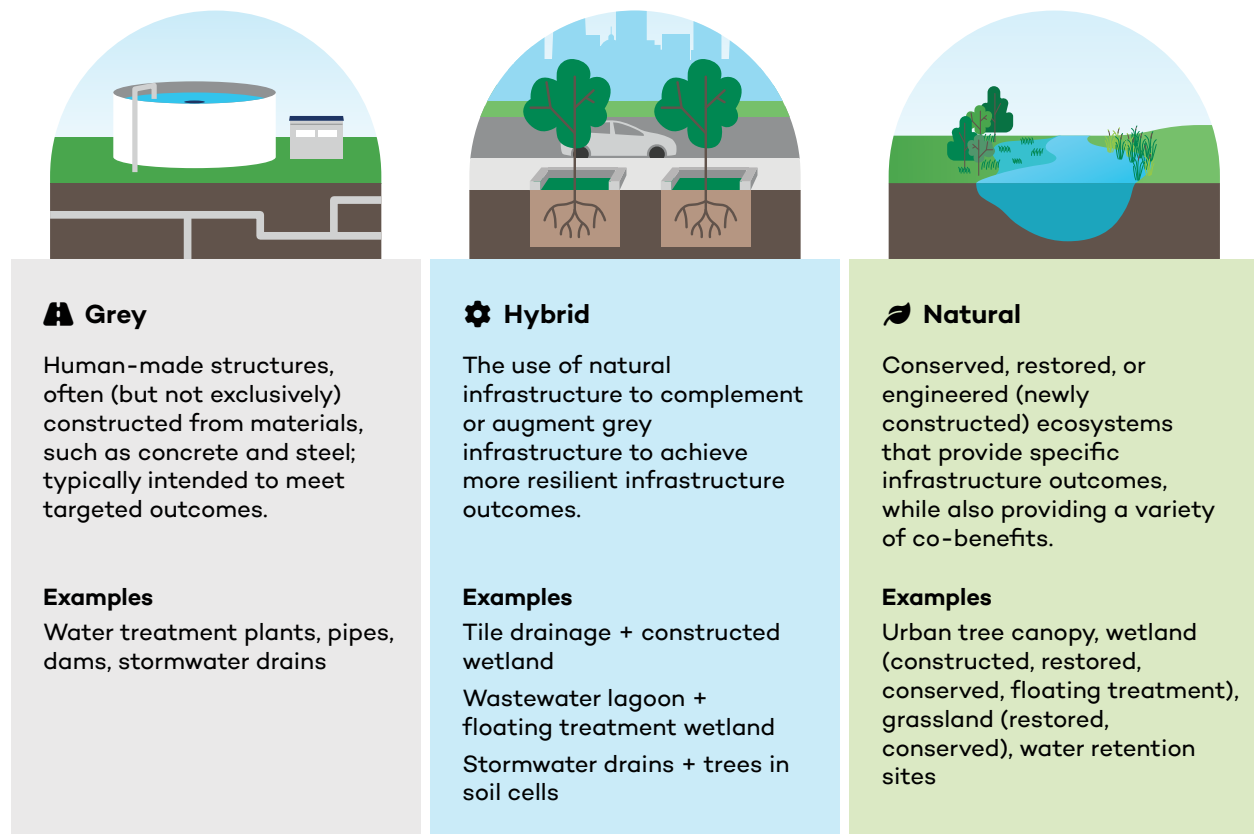 Grey
Human-made structures,
often (but not exclusively)
constructed from materials,
such as concrete and steel;
typically intended to meet
targeted outcomes.
Examples
Water treatment plants, pipes,
dams, stormwater drains
Hybrid
The use of natural
infrastructure to complement
or augment grey
infrastructure to achieve
more resilient infrastructure
outcomes.
Examples
Tile drainage + constructed
wetland
Wastewater lagoon +
floating treatment wetland
Stormwater drains + trees in
soil cells
Natural
Conserved, restored, or
engineered (newly
constructed) ecosystems
that provide specific
infrastructure outcomes,
while also providing a variety
of co-benefits.
Examples
Urban tree canopy, wetland
(constructed, restored,
conserved, floating treatment),
grassland (restored,
conserved), water retention
sites